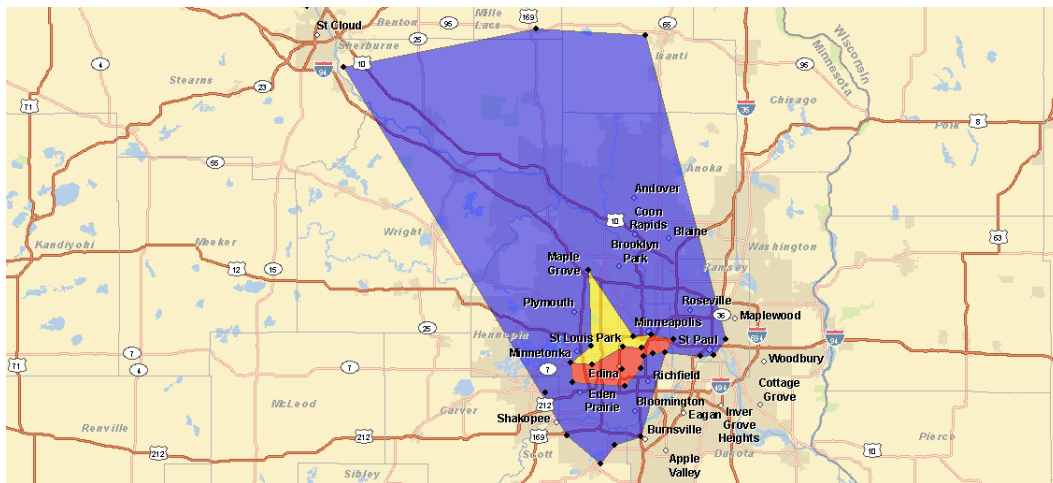 Mille
Lacs
169
Benton
95
65
St Cloud
25
Sherburne
Isanti
10
94
4
Stearns
95
Wisconsin
Minnesota
23
Chisago
71
35
8
Polk
55
Anoka
Andover
Coon
Rapids
10
Blaine
Wright
Brooklyn
Park
Kandiyohi
Meeker
Washington
63
12
15
Maple
Grove
Ramsey
Plymouth
Roseville
36
Maplewood
25
Minneapolis
Hennepin
St Louis Park
St Paul
694
94
Minnetonka
7
7
71
4
Woodbury
Edina
Richfield
494
212
Eden
Prairie
Cottage
Grove
McLeod
Carver
Bloomington
Shakopee
Eagan
Inver
Grove
Heights
Renville
Burnsville
169
Pierce
212
Scott
Apple
Valley
Dakota
10
Sibley